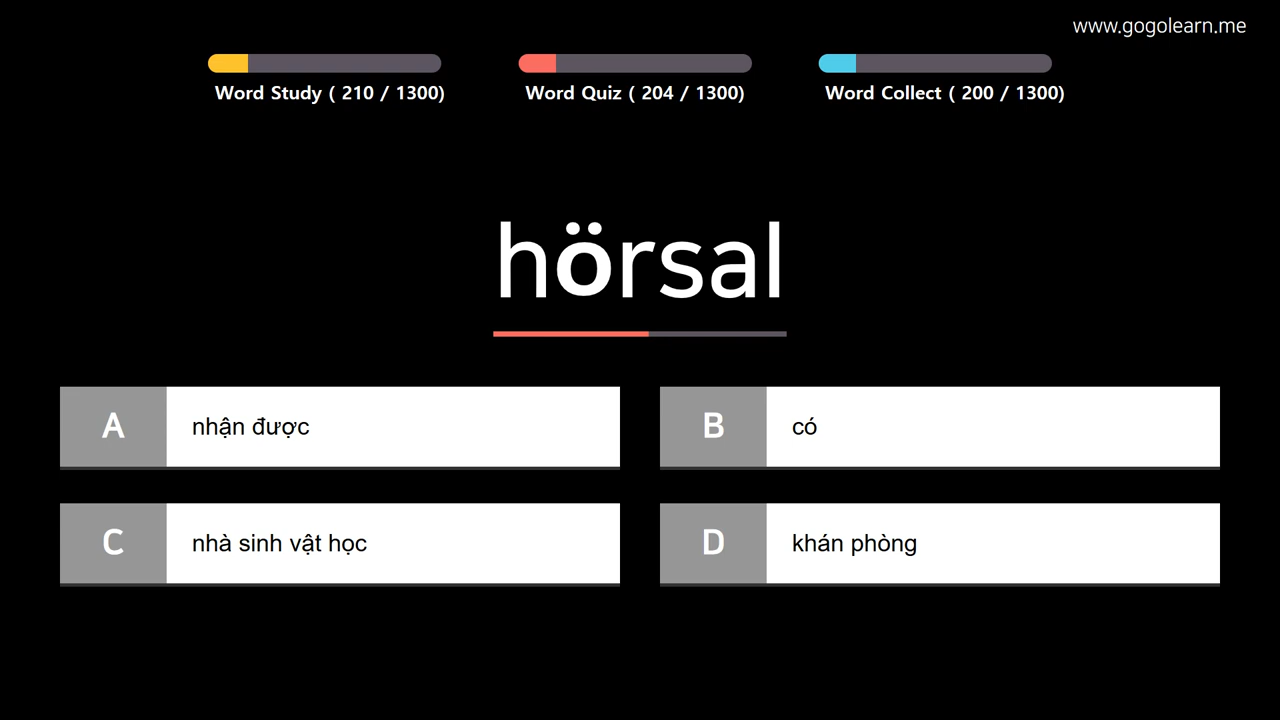 www.gogolearn.me
Word Study ( 210 / 1300)
Word Quiz ( 204 / 1300)
Word Collect ( 200 / 1300)
hörsal
A nhận được
B có
C nhà sinh vật học
D khán phòng